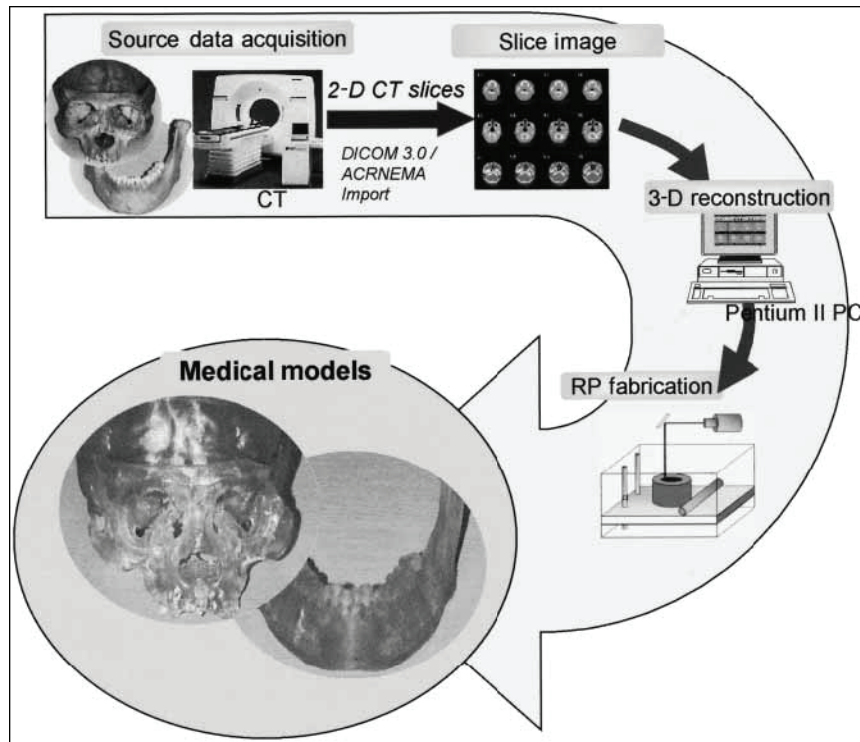 Source data acquisition
Slice image
2-D CT slices
DICOM 3.0 /
ACRNEMA
Import
CT
3-D reconstruction
Pentium II PC
RP fabrication
Medical models